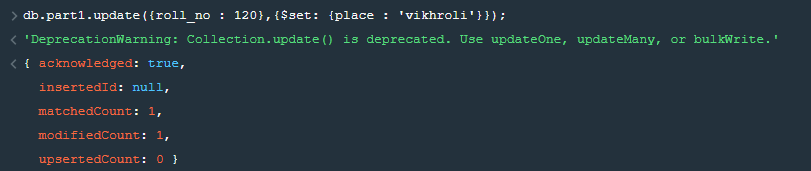 > db.part1.update({roll_no : 120},{$set: {place : 'vikhroli'}});
< 'DeprecationWarning: Collection.update() is deprecated. Use updateOne, updateMany, or bulkWrite.'
< { acknowledged: true,
insertedId: null,
matchedCount: 1,
modifiedCount: 1,
upsertedCount: 0 }